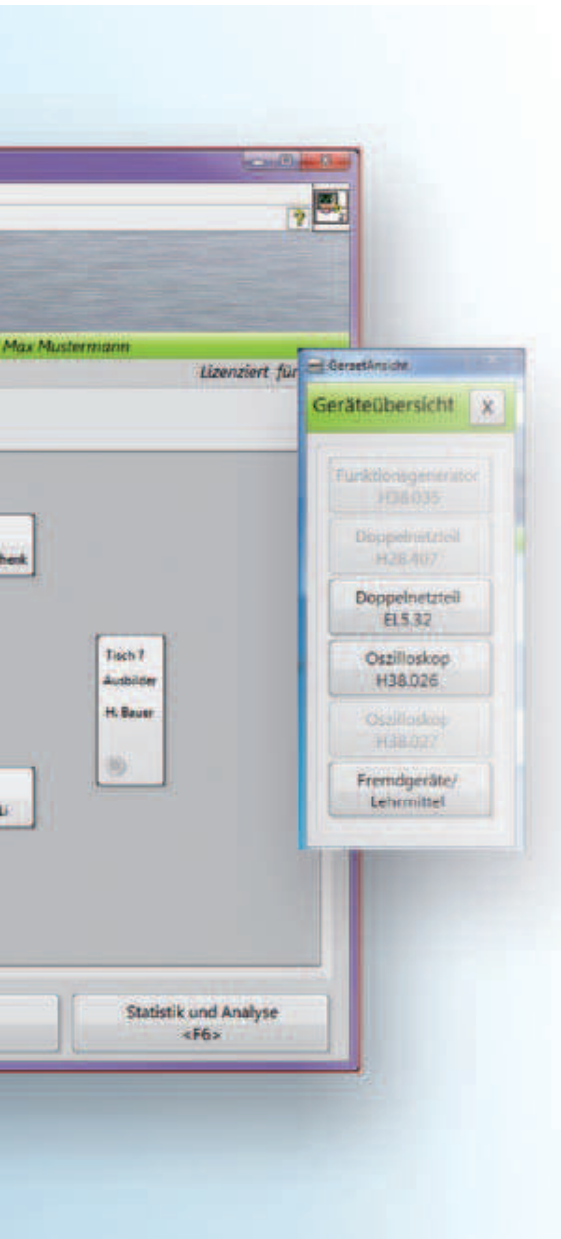 ?
Max Mustermann
Lizenziert für
GeraetAnsicht
Geräteübersicht X
Funktionsgenerator
H38.035
Doppelnetzteil
H28.407
Doppelnetzteil
EL5.32
Oszilloskop
H38.026
Oszilloskop
H38.027
Fremdgeräte/
Lehrmittel
Tisch 7
Ausbilder
H. Bauer
Statistik und Analyse
<F6>